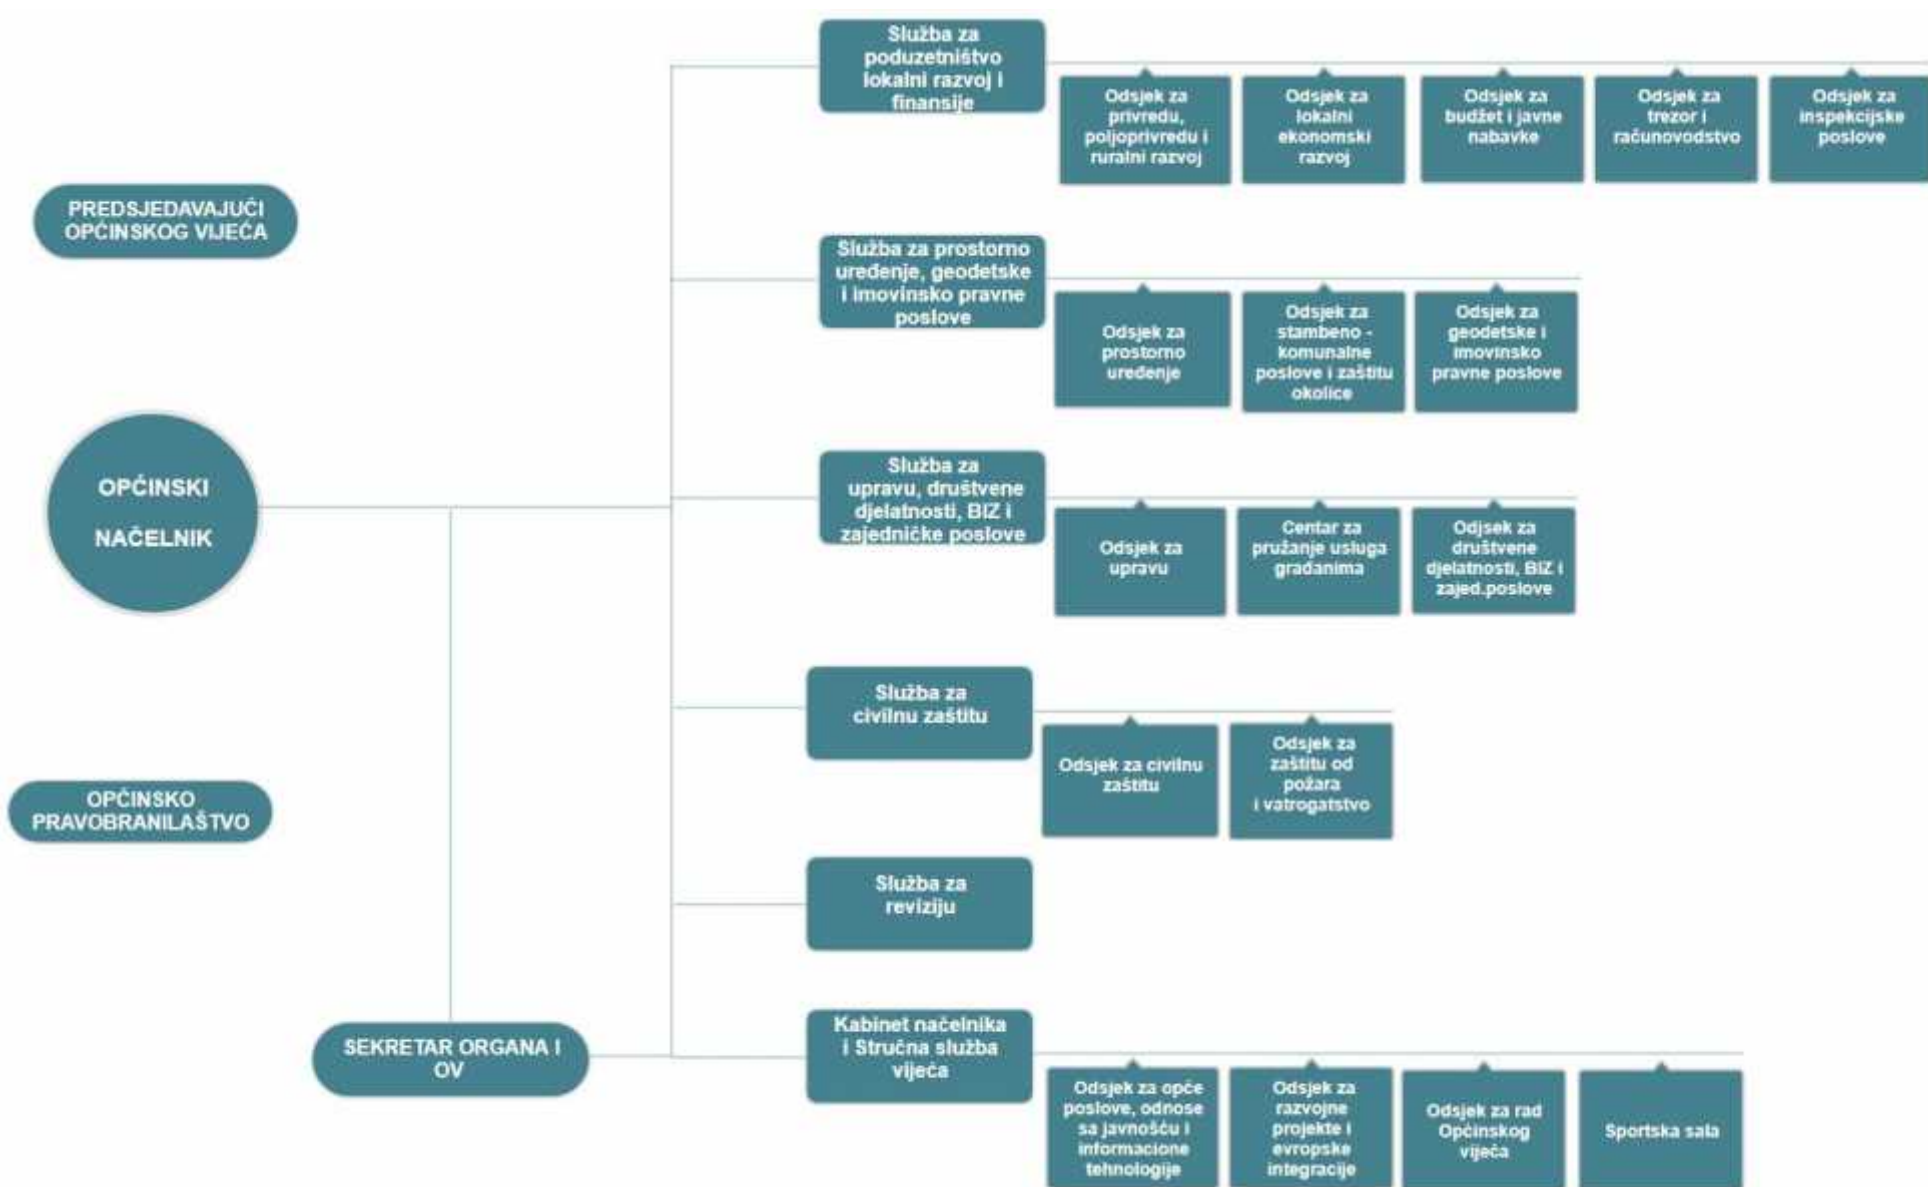 PREDSJEDAVAJUĆI
OPĆINSKOG VIJEĆA
OPĆINSKI
NAČELNIK
OPĆINSKO
PRAVOBRANILAŠTVO
SEKRETAR ORGANA I
OV
Služba za
poduzetništvo
lokalni razvoj i
finansije
Odsjek za
privredu,
poljoprivredu i
ruralni razvoj
Odsjek za
lokalni
ekonomski
razvoj
Odsjek za
budžet i javne
nabavke
Odsjek za
trezor i
računovodstvo
Odsjek za
inspekcijske
poslove
Služba za prostorno
uređenje, geodetske
i imovinsko pravne
poslove
Odsjek za
prostorno
uređenje
Odsjek za
stambeno -
komunalne
poslove i zaštitu
okolice
Odsjek za
geodetske i
imovinsko
pravne poslove
Služba za
upravu, društvene
djelatnosti, BIZ i
zajedničke poslove
Odsjek za
upravu
Centar za
pružanje usluga
građanima
Odjsek za
društvene
djelatnosti, BIZ i
zajed.poslove
Služba za
civilnu zaštitu
Odsjek za civilnu
zaštitu
Odsjek za
zaštitu od
požara
i vatrogatstvo
Služba za
reviziju
Kabinet načelnika
i Stručna služba
vijeća
Odsjek za opće
poslove, odnose
sa javnošću i
informacione
tehnologije
Odsjek za
razvojne
projekte i
evropske
integracije
Odsjek za rad
Općinskog
vijeća
Sportska sala